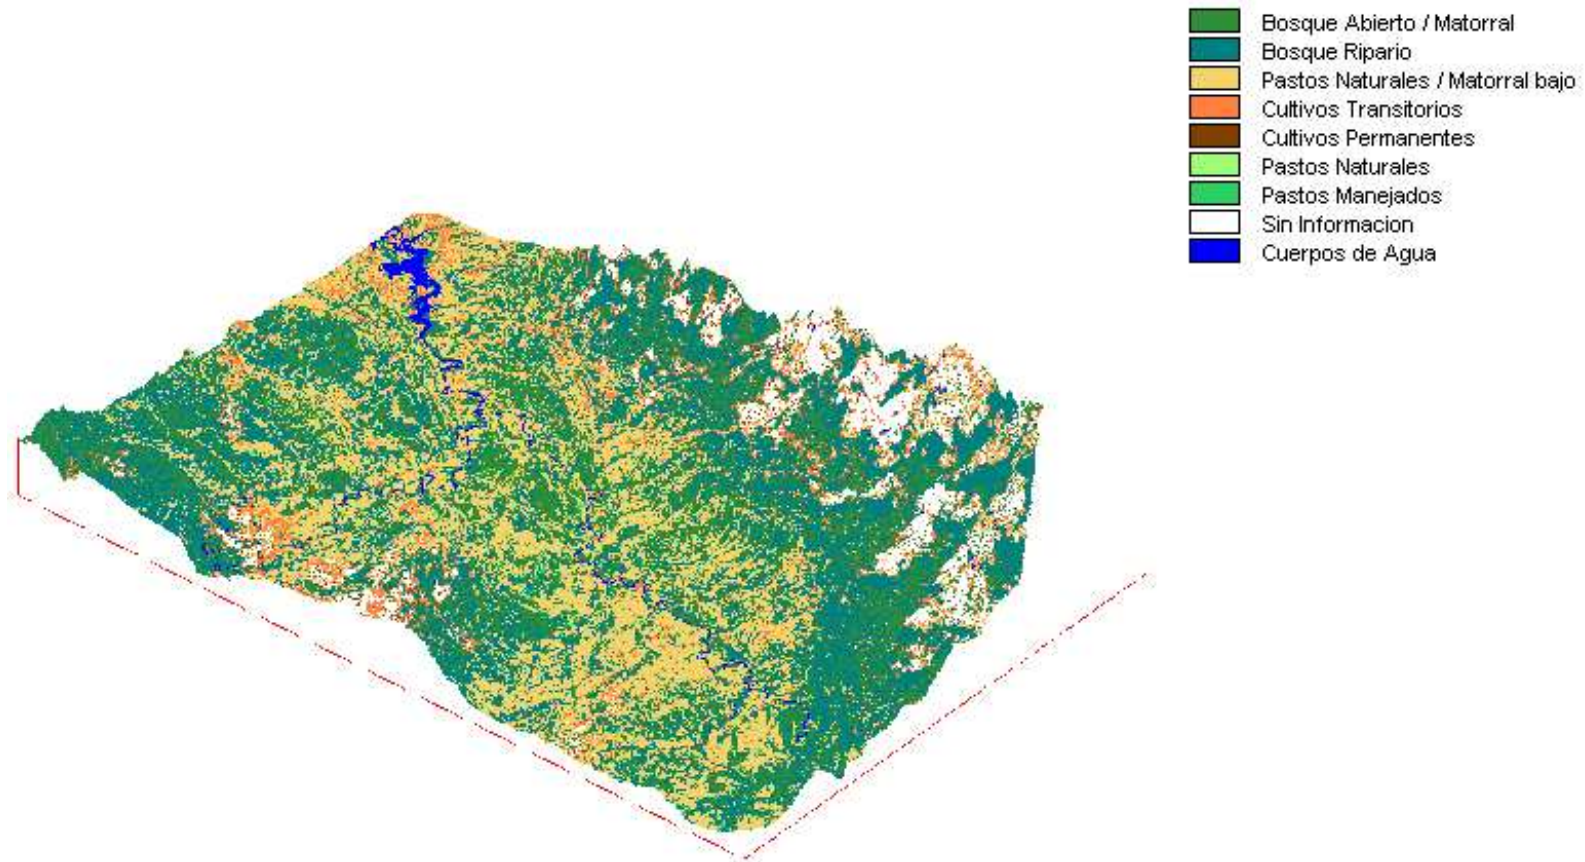 Bosque Abierto / Matorral
Bosque Ripario
Pastos Naturales / Matorral bajo
Cultivos Transitorios
Cultivos Permanentes
Pastos Naturales
Pastos Manejados
Sin Informacion
Cuerpos de Agua